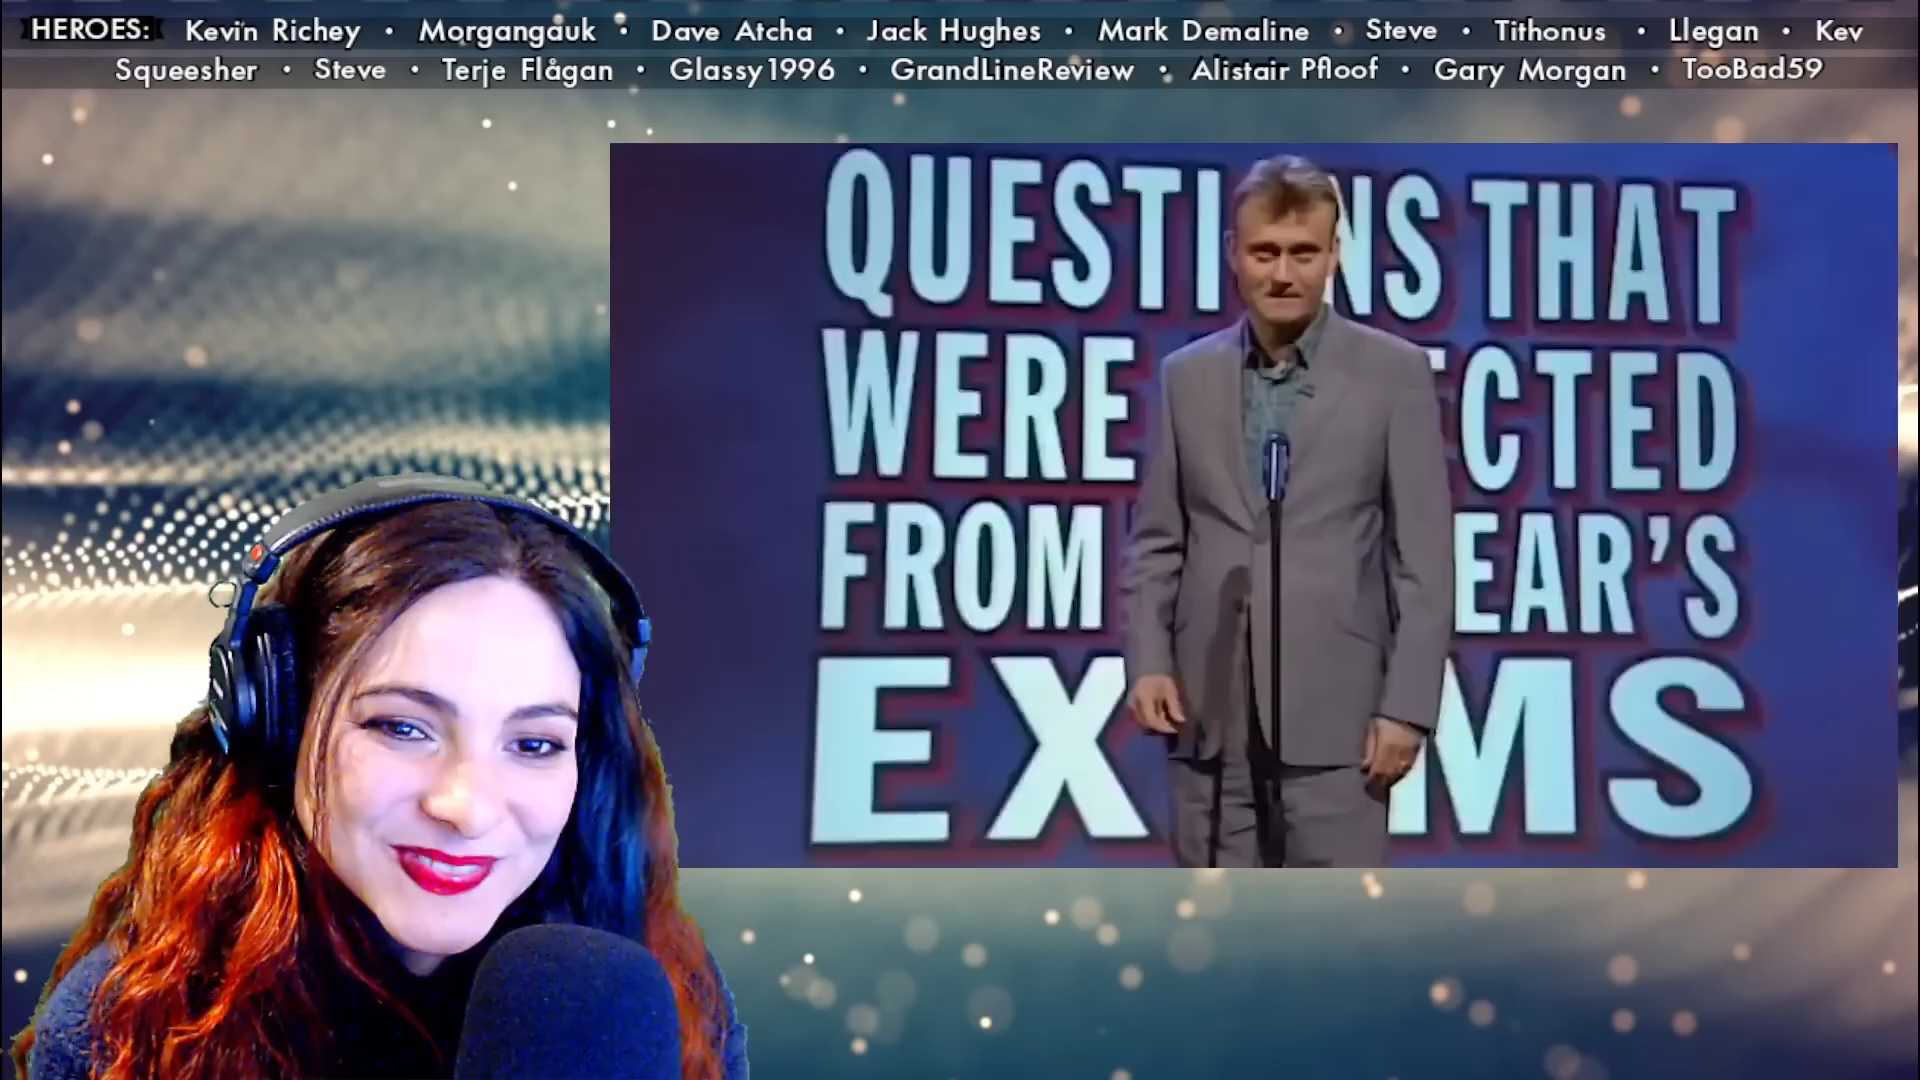 HEROES: Kevin Richey • Morgangauk • Dave Atcha • Jack Hughes • Mark Demaline • Steve • Tithonus • Llegan • Kev
Squeesher • Steve • Terje Flågan • Glassy1996 • GrandLineReview • Alistair Pfloof • Gary Morgan • TooBad59
QUESTI NS THAT
WERE ECTED
FROM EAR'S
EX MS